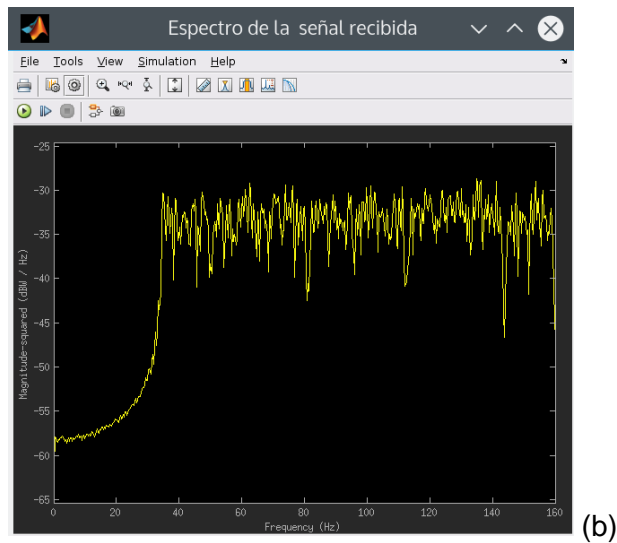 Espectro de la señal recibida
File Tools View Simulation Help
-25
-30
-35
-40
-45
-50
-55
-60
-65
Magnitude-squared (dBW / Hz)
0 20 40 60 80 100 120 140 160
Frequency (Hz)
(b)